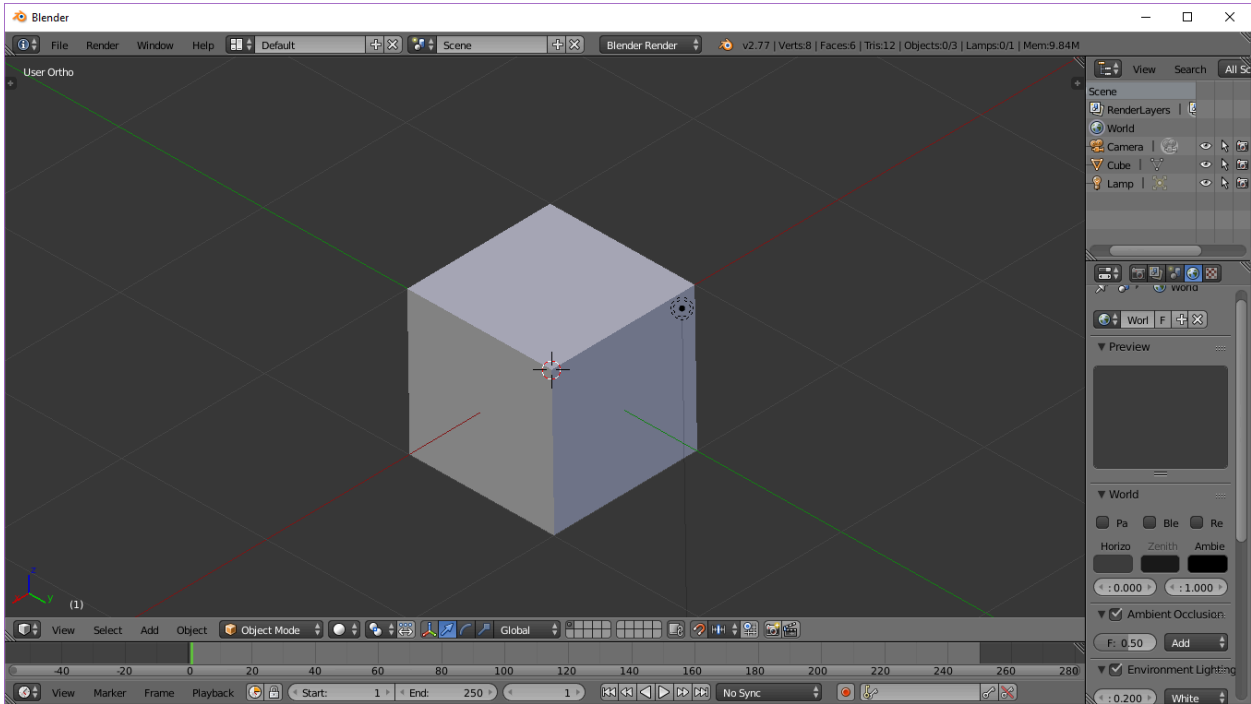 Blender
File Render Window Help Default Scene Blender Render v2.77 | Verts:8 | Faces:6 | Tris:12 | Objects:0/3 | Lamps:0/1 | Mem:9.84M
User Ortho
View Search All Sc
Scene
RenderLayers |
World
Camera |
Cube |
Lamp |
World
Worl F
Preview
World
Pa Ble Re
Horizo Zenith Ambie
: 0.000 : 1.000
Ambient Occlusion
F: 0.50 Add
Environment Lighting
: 0.200 White
z
y
(1)
View Select Add Object Object Mode Global
-40 -20 0 20 40 60 80 100 120 140 160 180 200 220 240 260 280
View Marker Frame Playback Start: 1 End: 250 1 No Sync